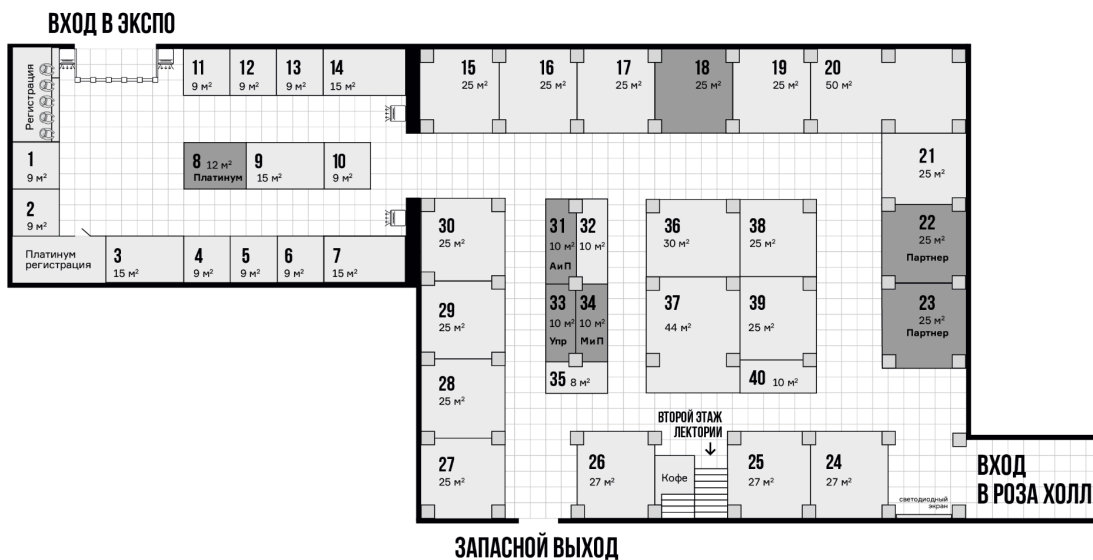 ВХОД В ЭКСПО
Регистрация
11
9 м²
12
9 м²
13
9 м²
14
15 м²
15
25 м²
16
25 м²
17
25 м²
18
25 м²
19
25 м²
20
50 м²
1
9 м²
2
9 м²
8 12 м²
Платинум
9
15 м²
10
9 м²
21
25 м²
22
25 м²
Партнер
23
25 м²
Партнер
Платинум
регистрация
3
15 м²
4
9 м²
5
9 м²
6
9 м²
7
15 м²
30
25 м²
29
25 м²
28
25 м²
27
25 м²
31
10 м²
АиП
32
10 м²
33
10 м²
Упр
34
10 м²
МиП
35 8 м²
36
30 м²
38
25 м²
37
44 м²
39
25 м²
40 10 м²
ВТОРОЙ ЭТАЖ
ЛЕКТОРИИ
26
27 м²
Кофе
25
27 м²
24
27 м²
светодиодный
экран
ВХОД
В РОЗА ХОЛЛ
ЗАПАСНОЙ ВЫХОД